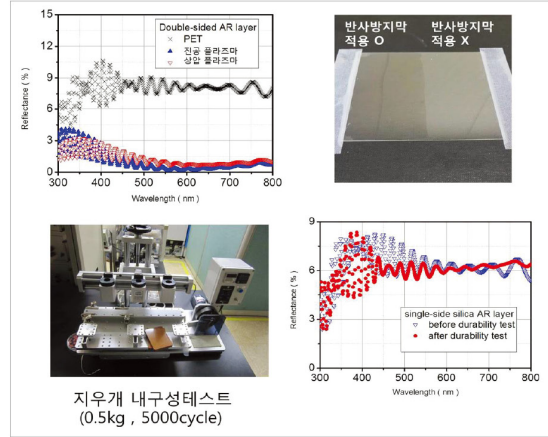 Double-sided AR layer
PET
진공 플라즈마
상압 플라즈마
15
12
9
6
3
0
Reflectance ( % )
300 400 500 600 700 800
Wavelength ( nm )
반사방지막 반사방지막
적용 O 적용 X
지우개 내구성테스트
(0.5kg , 5000cycle)
9
6
3
0
Reflectance ( % )
single-side silica AR layer
before durability test
after durability test
300 400 500 600 700 800
Wavelength ( nm )